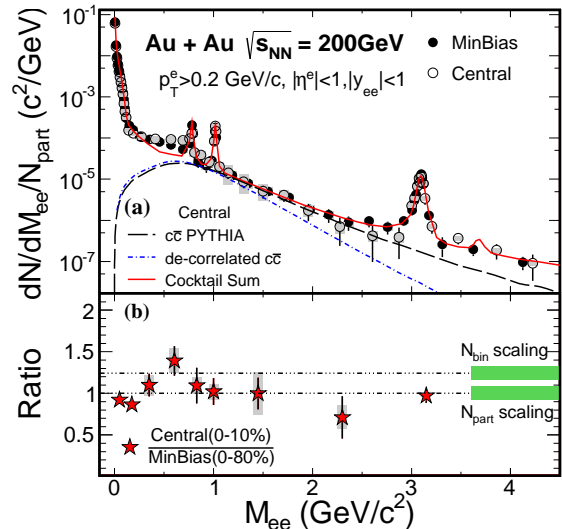 Au + Au √s_NN = 200GeV
p_T^e>0.2 GeV/c, |η^e|<1,|y_ee|<1
MinBias
Central
dN/dM_ee/N_part (c²/GeV)
10⁻¹
10⁻³
10⁻⁵
10⁻⁷
(a)
Central
cc̄ PYTHIA
de-correlated cc̄
Cocktail Sum
(b)
Ratio
2
1.5
1
0.5
N_bin scaling
N_part scaling
Central(0-10%)
MinBias(0-80%)
0 1 2 3 4
M_ee (GeV/c²)